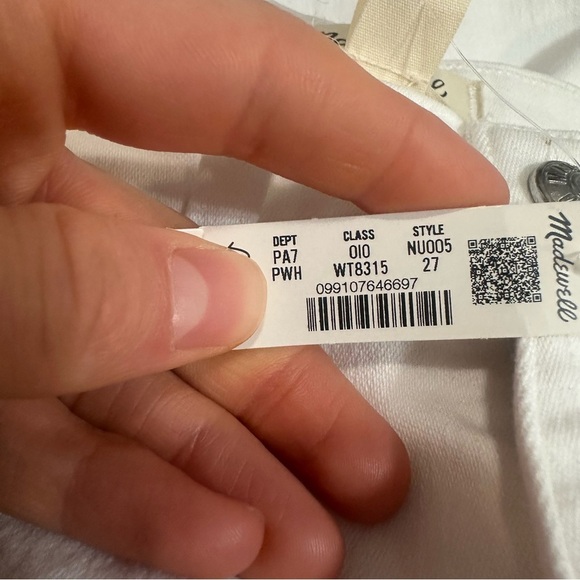 DEPT CLASS STYLE
PA7 010 NU005
PWH WT8315 27
099107646697
Madewell